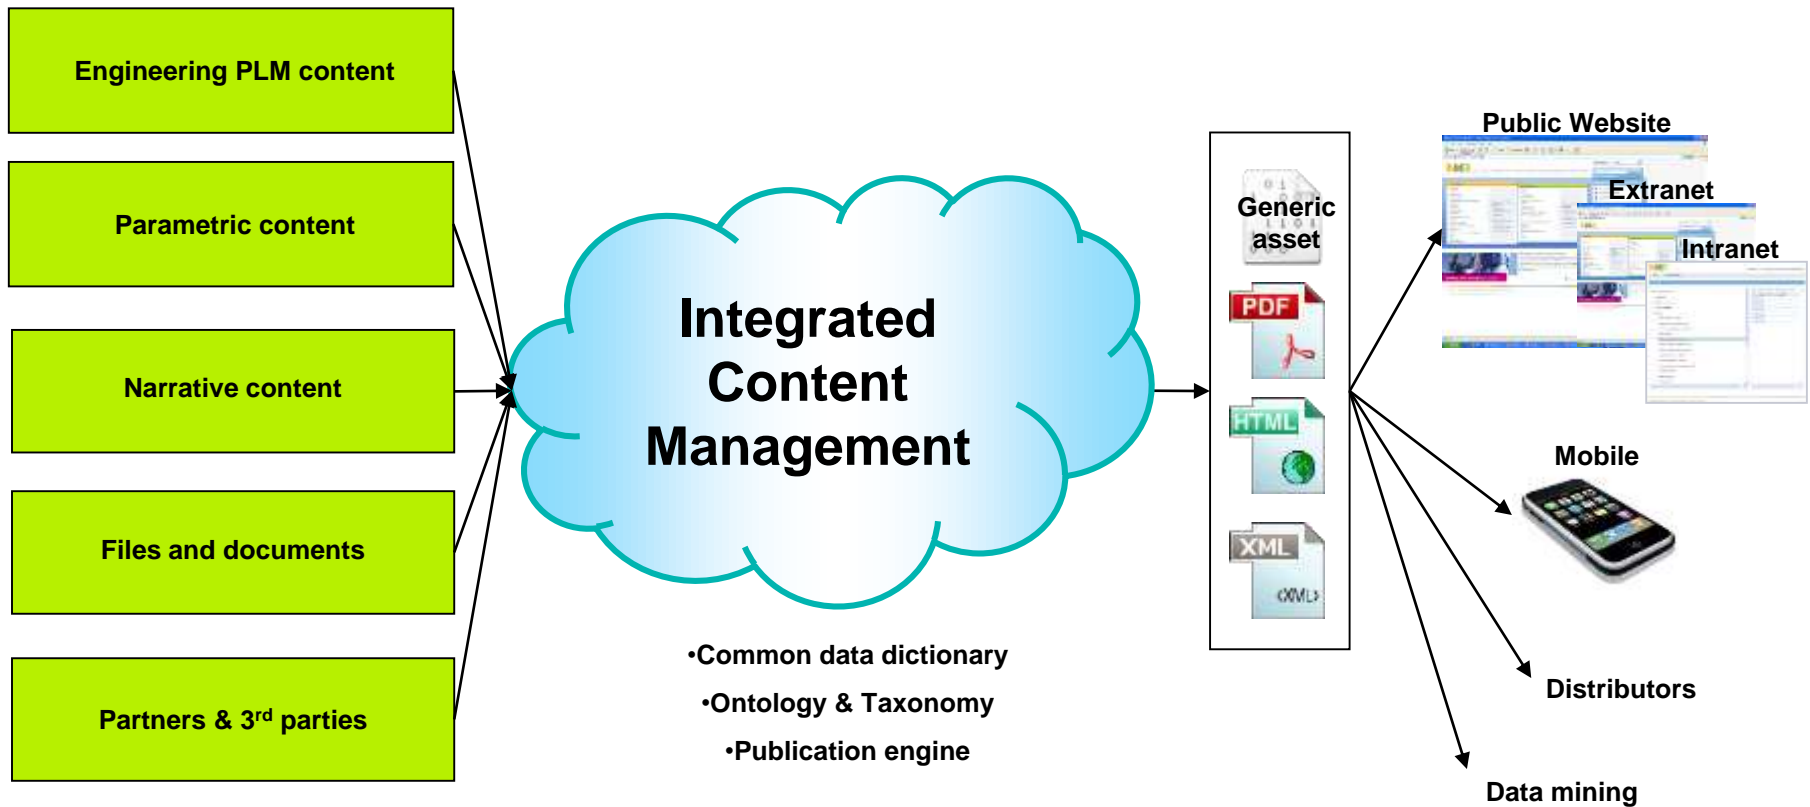 Engineering PLM content
Parametric content
Narrative content
Files and documents
Partners & 3rd parties
Integrated
Content
Management
•Common data dictionary
•Ontology & Taxonomy
•Publication engine
Generic
asset
PDF
HTML
XML
<XML>
Public Website
Extranet
Intranet
Mobile
Distributors
Data mining